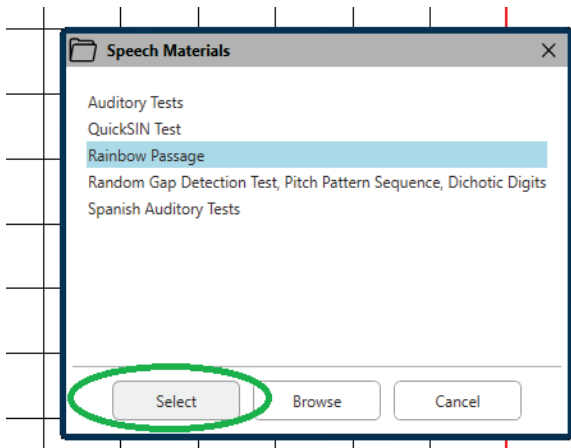 Speech Materials
Auditory Tests
QuickSIN Test
Rainbow Passage
Random Gap Detection Test, Pitch Pattern Sequence, Dichotic Digits
Spanish Auditory Tests
Select Browse Cancel